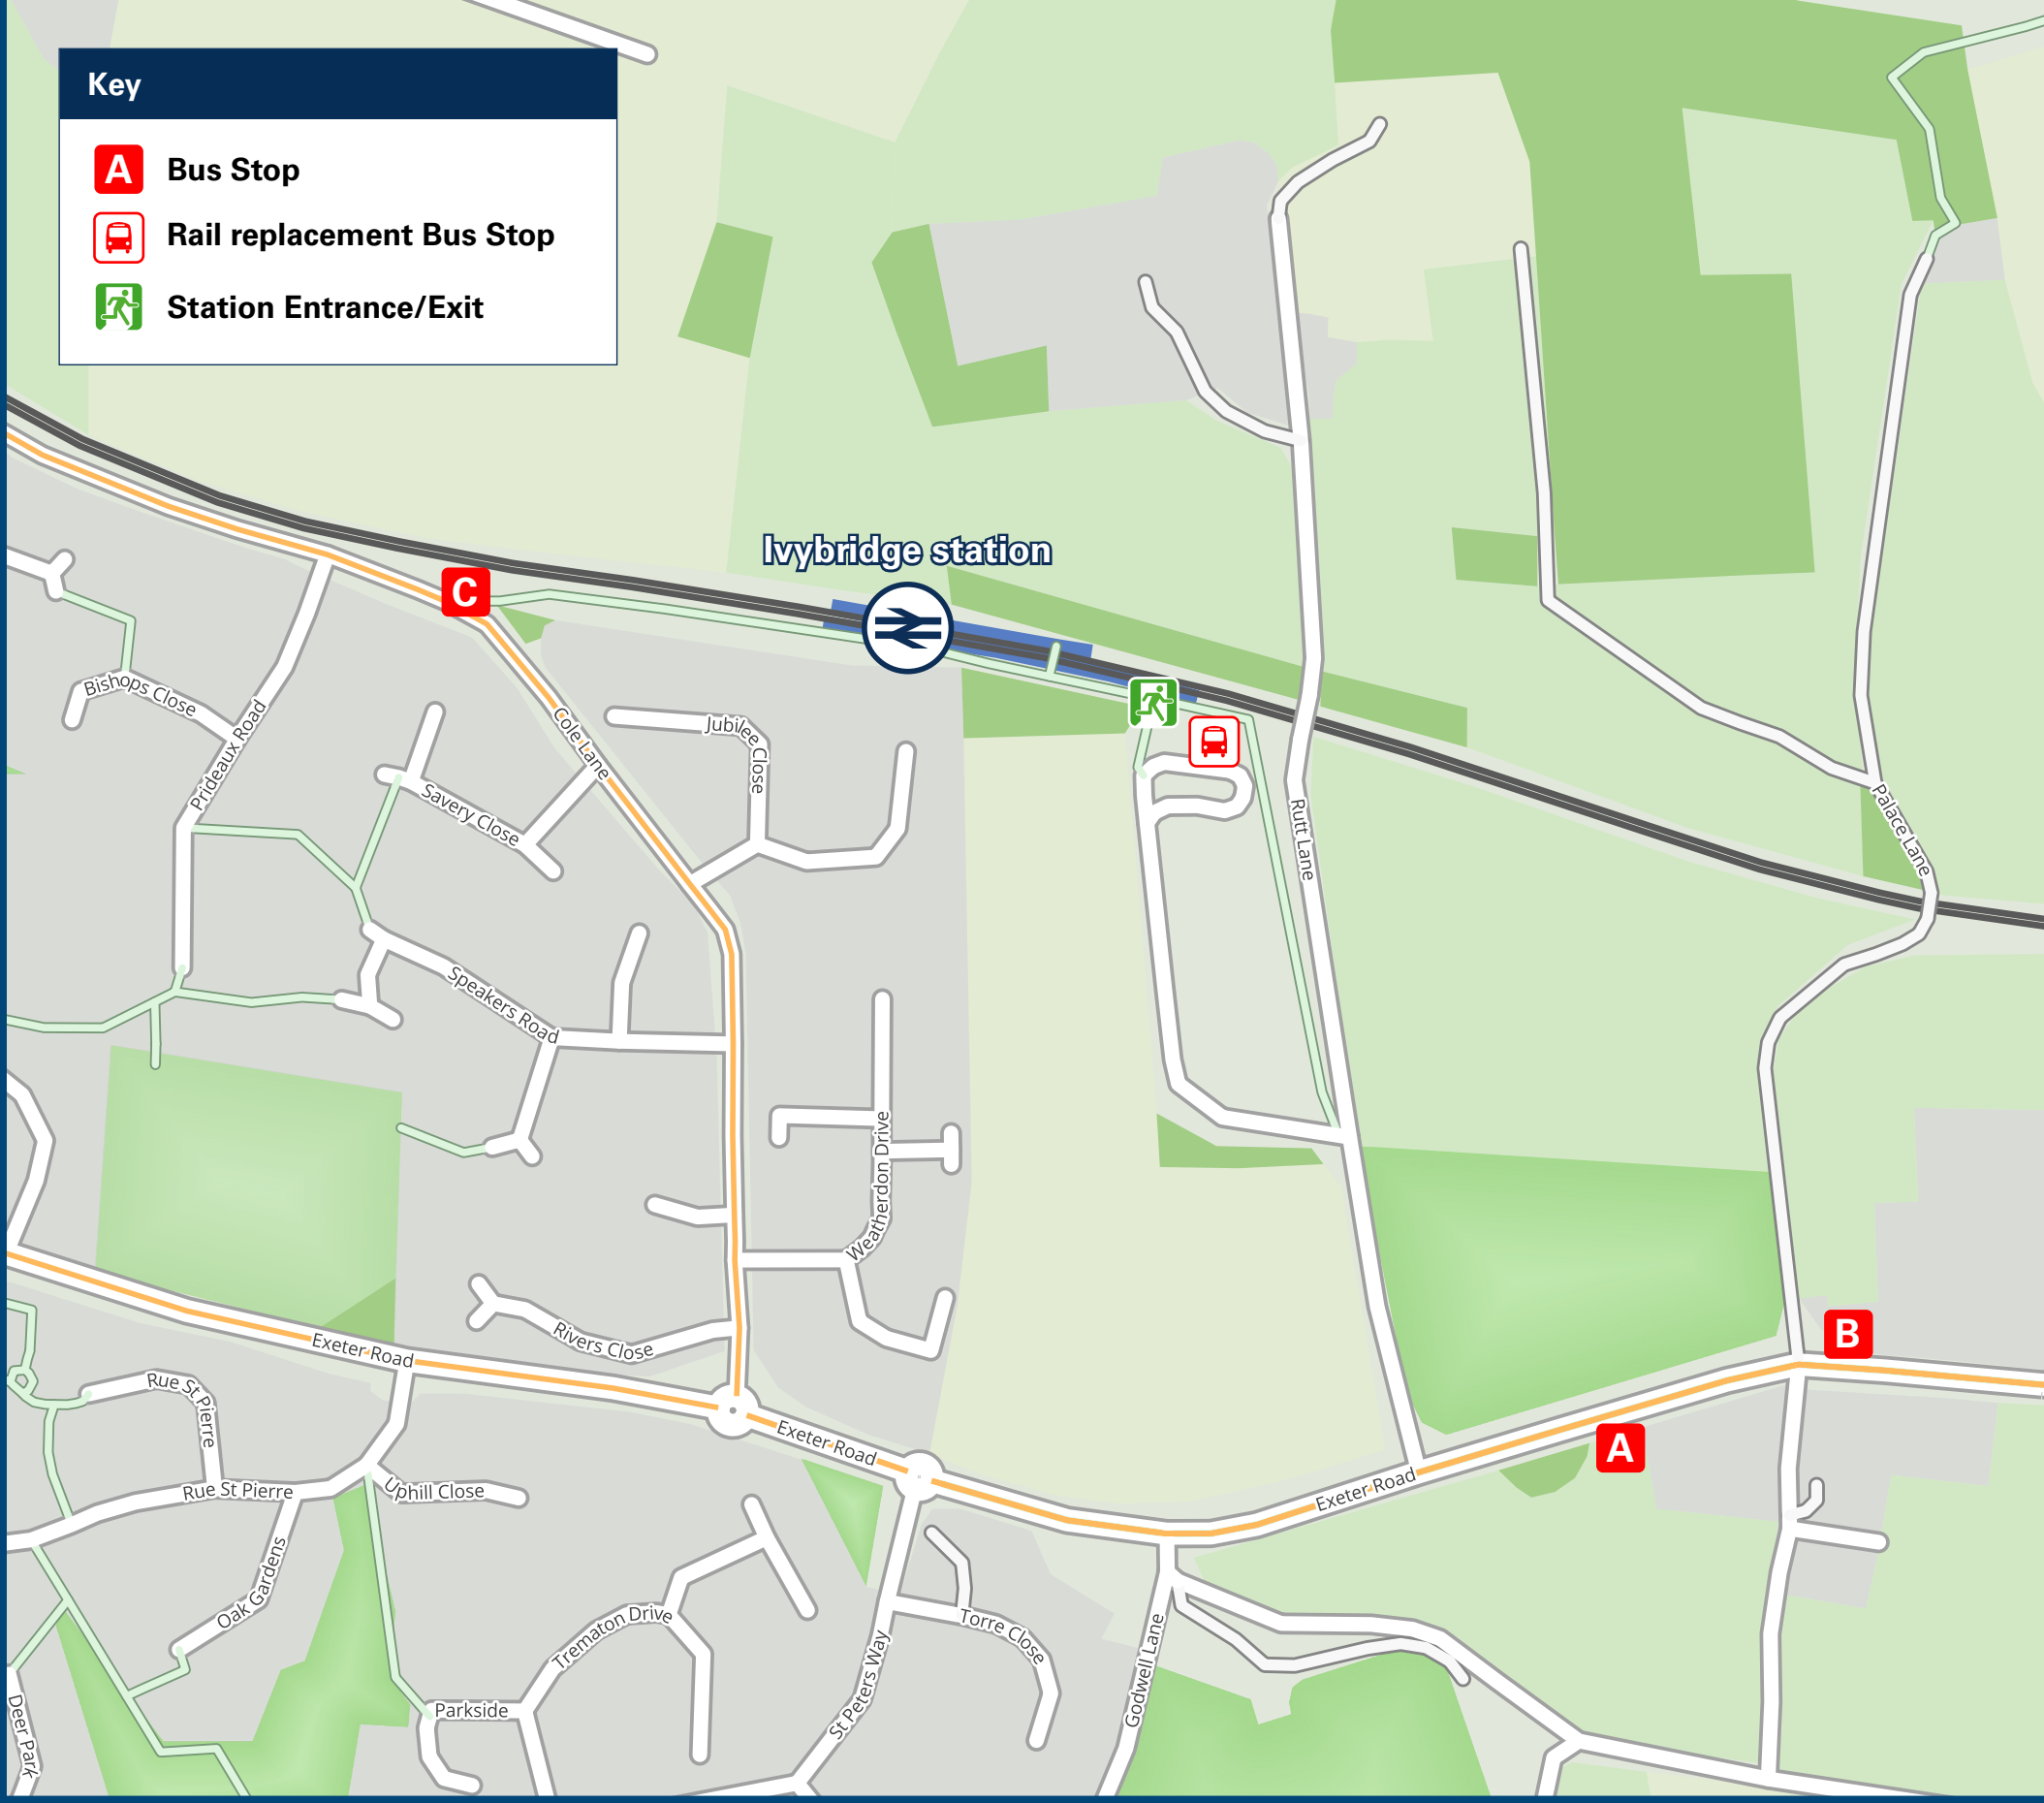 Key
A Bus Stop
Rail replacement Bus Stop
Station Entrance/Exit
Ivybridge station
C
Bishops Close
Prideaux Road
Cole Lane
Jubilee Close
Savery Close
Rutt Lane
Palace Lane
Speakers Road
Weatherdon Drive
Rivers Close
B
Exeter Road
Rue St Pierre
Exeter Road
A
Exeter Road
Rue St Pierre
Uphill Close
Oak Gardens
Trematon Drive
Torre Close
St Peters Way
Godwell Lane
Parkside
Deer Park